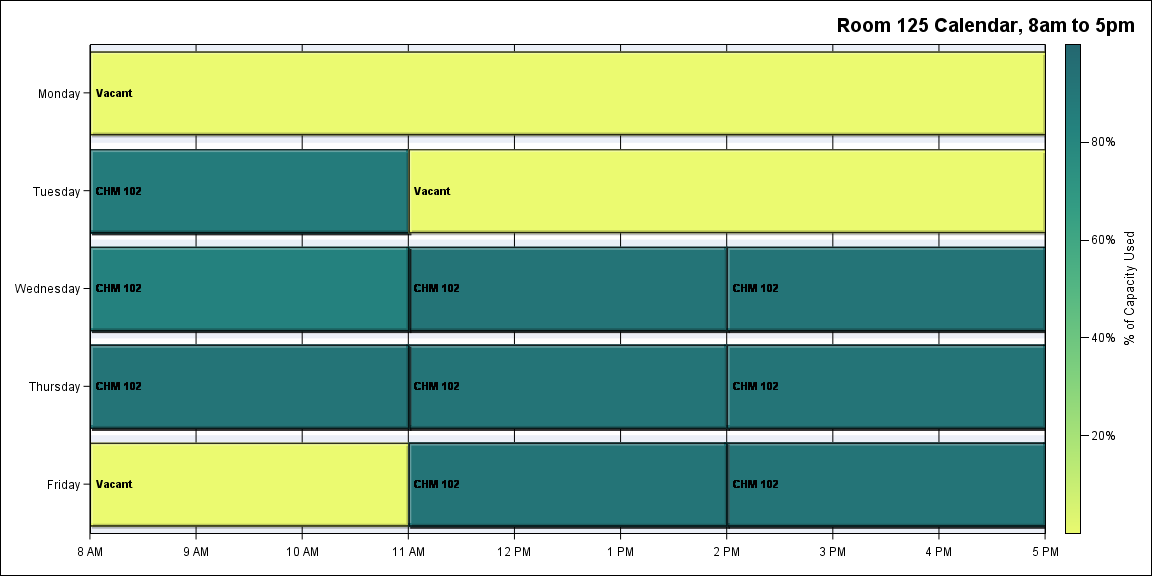 Room 125 Calendar, 8am to 5pm
Monday
Vacant
Tuesday
CHM 102
Vacant
Wednesday
CHM 102
CHM 102
CHM 102
Thursday
CHM 102
CHM 102
CHM 102
Friday
Vacant
CHM 102
CHM 102
8 AM
9 AM
10 AM
11 AM
12 PM
1 PM
2 PM
3 PM
4 PM
5 PM
80%
60%
40%
20%
% of Capacity Used